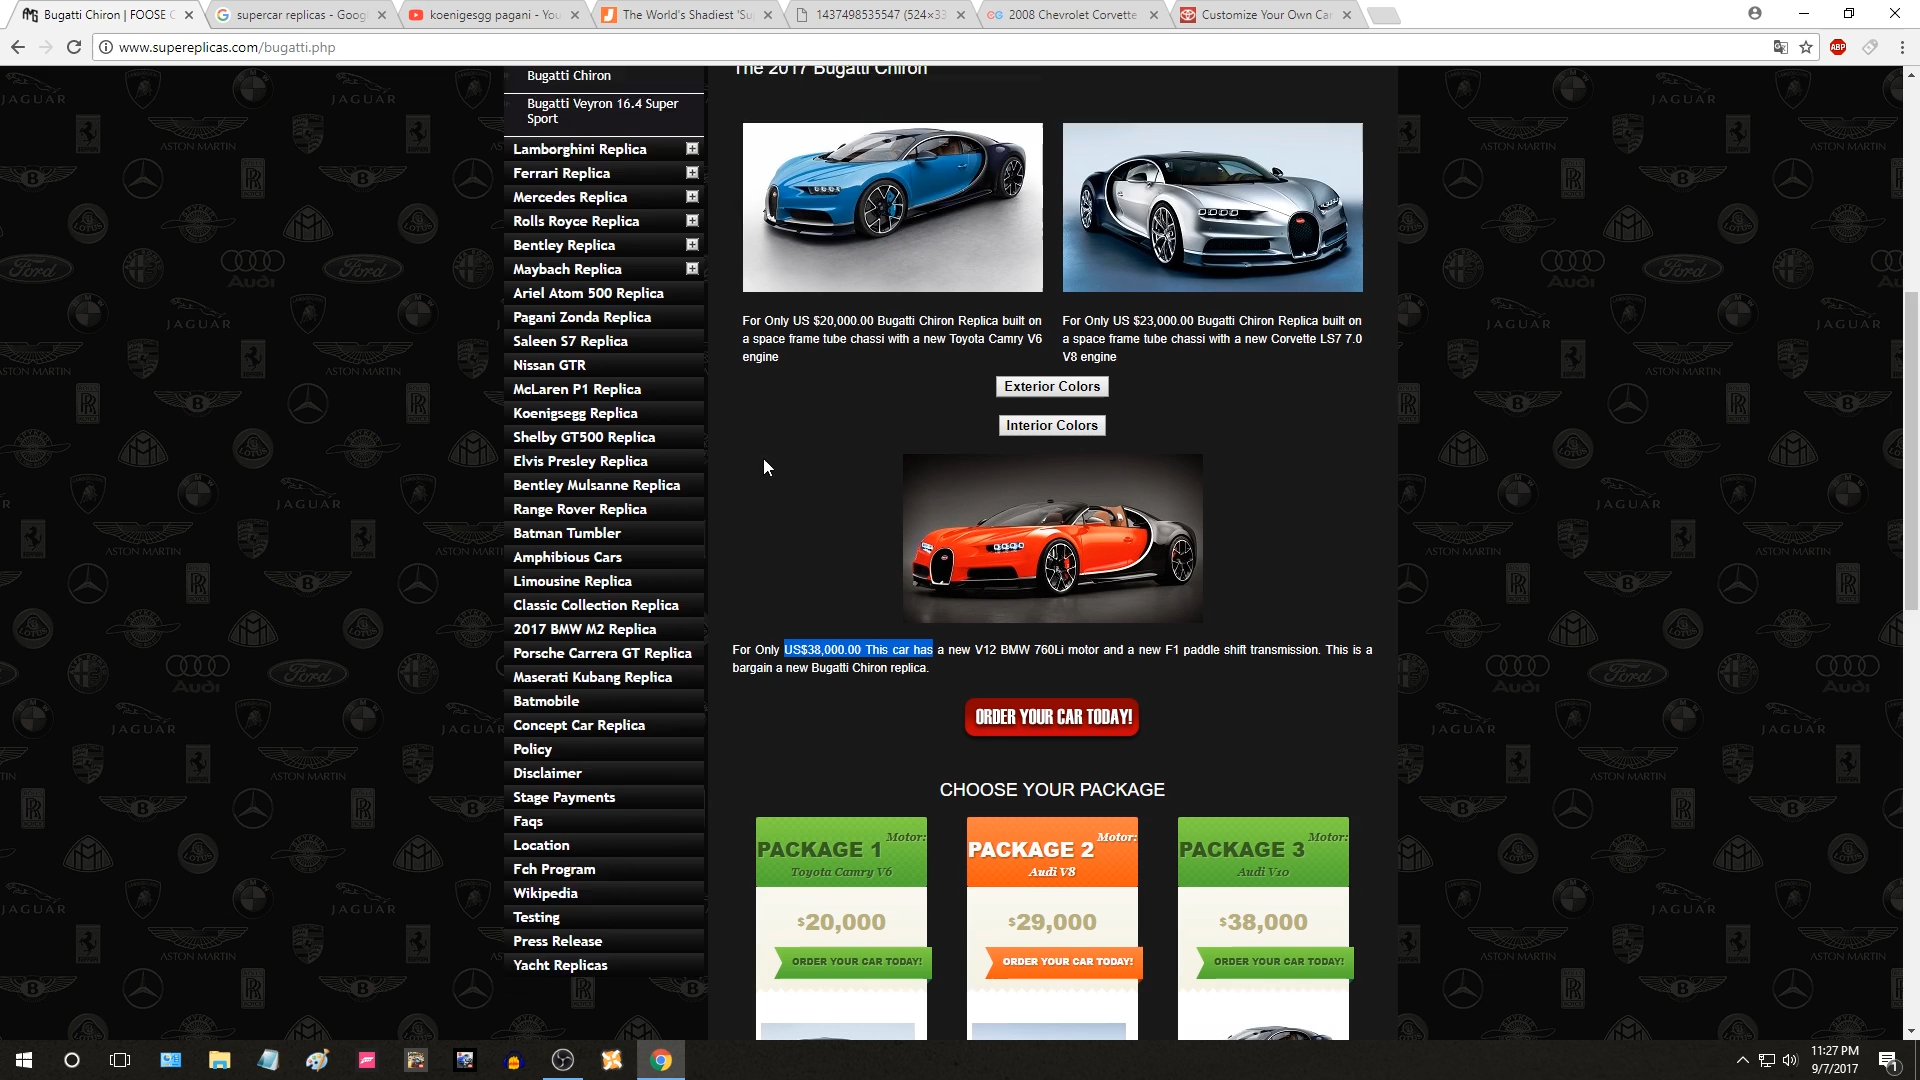 Bugatti Chiron | FOOSE C
supercar replicas - Goog
koenigesgg pagani - You
The World's Shadiest 'Su
1437498535547 (524×33
2008 Chevrolet Corvette
Customize Your Own Car
www.supereplicas.com/bugatti.php
ABP
The 2017 Bugatti Chiron
Bugatti Chiron
Bugatti Veyron 16.4 Super
Sport
Lamborghini Replica
Ferrari Replica
Mercedes Replica
Rolls Royce Replica
Bentley Replica
Maybach Replica
Ariel Atom 500 Replica
Pagani Zonda Replica
Saleen S7 Replica
Nissan GTR
McLaren P1 Replica
Koenigsegg Replica
Shelby GT500 Replica
Elvis Presley Replica
Bentley Mulsanne Replica
Range Rover Replica
Batman Tumbler
Amphibious Cars
Limousine Replica
Classic Collection Replica
2017 BMW M2 Replica
Porsche Carrera GT Replica
Maserati Kubang Replica
Batmobile
Concept Car Replica
Policy
Disclaimer
Stage Payments
Faqs
Location
Fch Program
Wikipedia
Testing
Press Release
Yacht Replicas
For Only US $20,000.00 Bugatti Chiron Replica built on
a space frame tube chassi with a new Toyota Camry V6
engine
For Only US $23,000.00 Bugatti Chiron Replica built on
a space frame tube chassi with a new Corvette LS7 7.0
V8 engine
Exterior Colors
Interior Colors
For Only US$38,000.00 This car has a new V12 BMW 760Li motor and a new F1 paddle shift transmission. This is a
bargain a new Bugatti Chiron replica.
ORDER YOUR CAR TODAY!
CHOOSE YOUR PACKAGE
PACKAGE 1 Motor:
Toyota Camry V6
$20,000
ORDER YOUR CAR TODAY!
PACKAGE 2 Motor:
Audi V8
$29,000
ORDER YOUR CAR TODAY!
PACKAGE 3 Motor:
Audi V10
$38,000
ORDER YOUR CAR TODAY!
JAGUAR
ASTON MARTIN
Ford
Audi
LOTUS
11:27 PM
9/7/2017
1